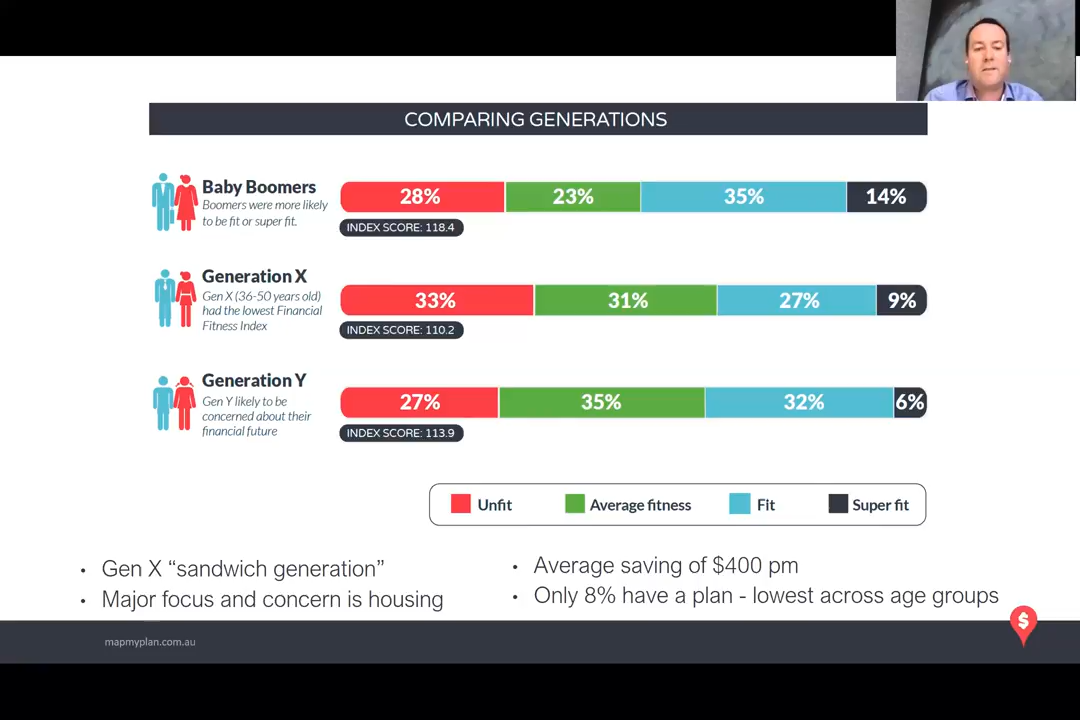 COMPARING GENERATIONS
Baby Boomers
Boomers were more likely
to be fit or super fit.
28%
23%
35%
14%
INDEX SCORE: 118.4
Generation X
Gen X (36-50 years old)
had the lowest Financial
Fitness Index
33%
31%
27%
9%
INDEX SCORE: 110.2
Generation Y
Gen Y likely to be
concerned about their
financial future
27%
35%
32%
6%
INDEX SCORE: 113.9
Unfit
Average fitness
Fit
Super fit
• Gen X “sandwich generation”
• Major focus and concern is housing
• Average saving of $400 pm
• Only 8% have a plan - lowest across age groups
$
mapmyplan.com.au